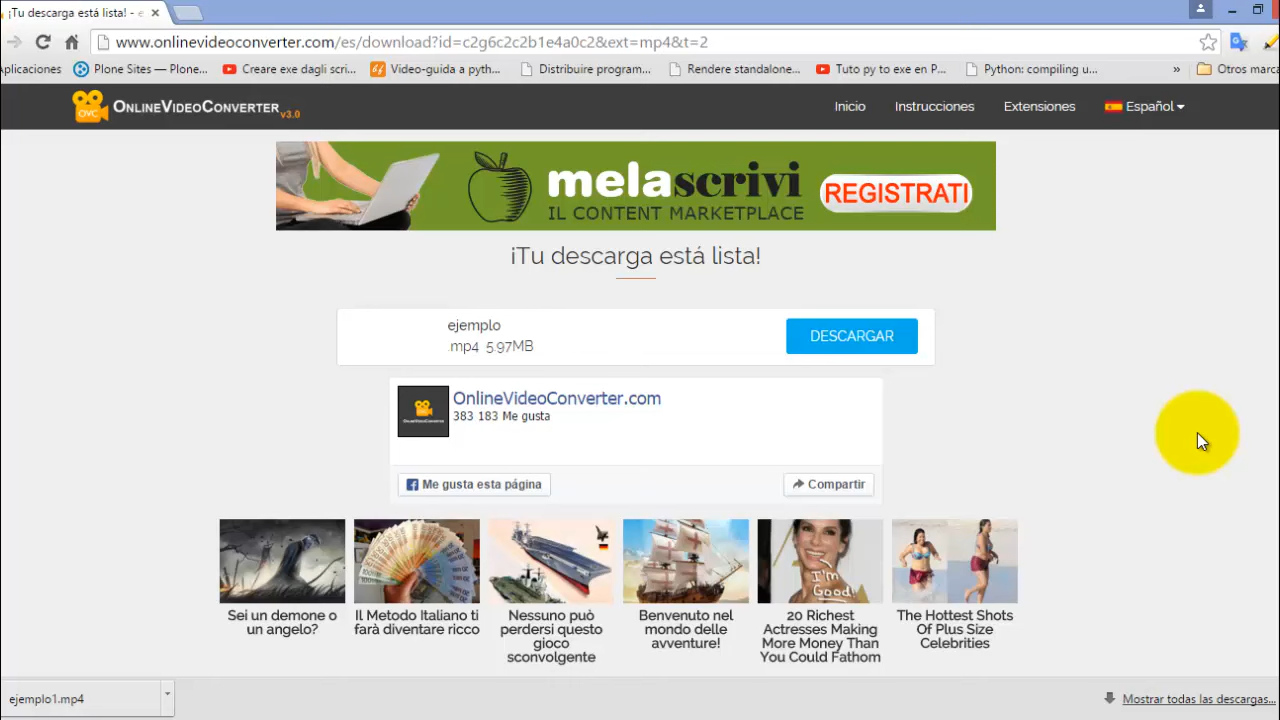 ¡Tu descarga está lista! - e
www.onlinevideoconverter.com/es/download?id=c2g6c2c2b1e4a0c2&ext=mp4&t=2
plicaciones
Plone Sites — Plone...
Creare exe dagli scri...
Video-guida a pyth...
Distribuire program...
Rendere standalone...
Tuto py to exe en P...
Python: compiling u...
»
Otros marca
OVC
ONLINEVIDEOCONVERTER v3.0
Inicio
Instrucciones
Extensiones
Español
melascrivi
IL CONTENT MARKETPLACE
REGISTRATI
¡Tu descarga está lista!
ejemplo
.mp4 5.97MB
DESCARGAR
OnlineVideoConverter.com
383 183 Me gusta
Me gusta esta página
Compartir
I'm
Good!
Sei un demone o
un angelo?
Il Metodo Italiano ti
farà diventare ricco
Nessuno può
perdersi questo
gioco
sconvolgente
Benvenuto nel
mondo delle
avventure!
20 Richest
Actresses Making
More Money Than
You Could Fathom
The Hottest Shots
Of Plus Size
Celebrities
ejemplo1.mp4
Mostrar todas las descargas...